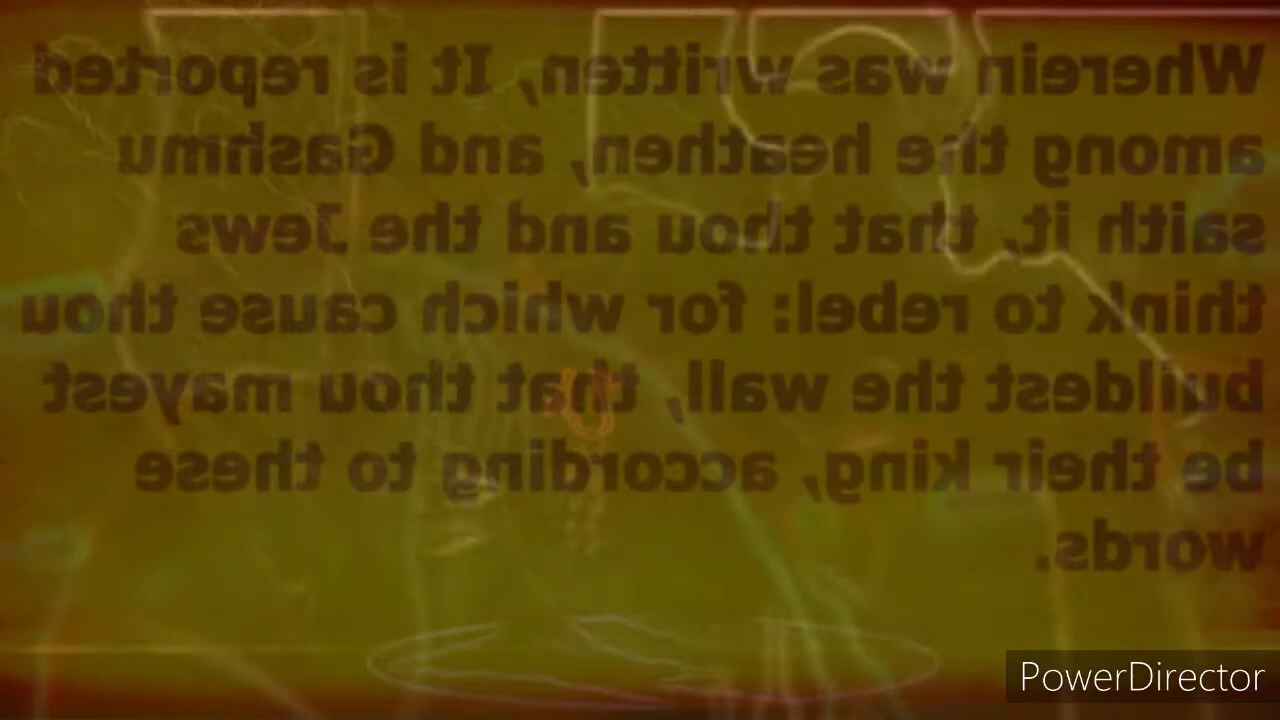 Wherein was written, It is reported
among the heathen, and Gashmu
saith it, that thou and the Jews
think to rebel: for which cause thou
buildest the wall, that thou mayest
be their king, according to these
words.
PowerDirector